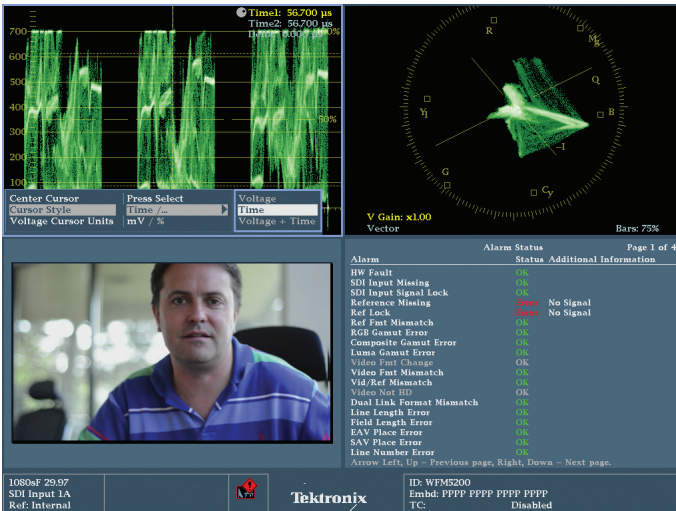 Time1: 56.700 µs
Time2: 56.700 µs
700
100%
600
500
400
50%
300
200
100
Center Cursor
Cursor Style
Voltage Cursor Units
Press Select
Time /...
mV / %
Voltage
Time
Voltage + Time
R
Mg
Q
B
Yl
-I
G
Cy
V Gain: x1.00
Vector
Bars: 75%
Alarm Status Page 1 of 4
Alarm Status Additional Information
HW Fault OK
SDI Input Missing OK
SDI Input Signal Lock OK
Reference Missing No Signal
Ref Lock No Signal
Ref Fmt Mismatch OK
RGB Gamut Error OK
Composite Gamut Error OK
Luma Gamut Error OK
Video Fmt Change OK
Video Fmt Mismatch OK
Vid/Ref Mismatch OK
Video Not HD OK
Dual Link Format Mismatch OK
Line Length Error OK
Field Length Error OK
EAV Place Error OK
SAV Place Error OK
Line Number Error OK
Arrow Left, Up - Previous page, Right, Down - Next page.
1080sF 29.97
SDI Input 1A
Ref: Internal
Tektronix
ID: WFM5200
Embd: PPPP PPPP PPPP PPPP
TC: Disabled